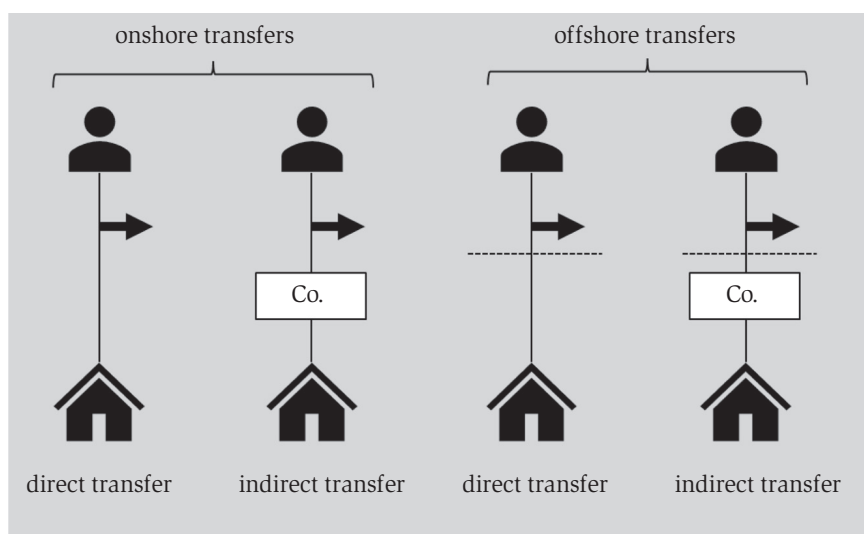 onshore transfers
offshore transfers
Co.
Co.
direct transfer
indirect transfer
direct transfer
indirect transfer